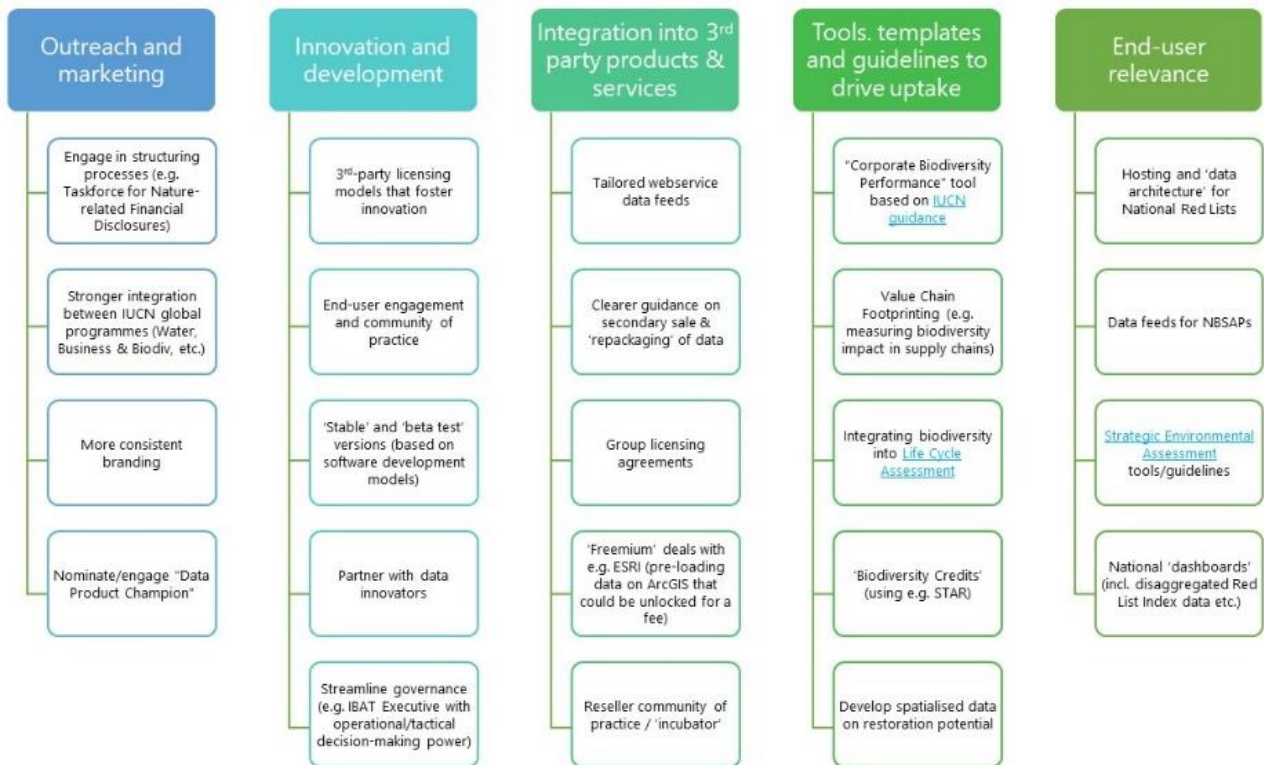 Outreach and
marketing
Engage in structuring
processes (e.g.
Taskforce for Nature-
related Financial
Disclosures)
Stronger integration
between IUCN global
programmes (Water,
Business & Biodiv, etc.)
More consistent
branding
Nominate/engage "Data
Product Champion"
Innovation and
development
3rd-party licensing
models that foster
innovation
End-user engagement
and community of
practice
'Stable' and 'beta test'
versions (based on
software development
models)
Partner with data
innovators
Streamline governance
(e.g. IBAT Executive with
operational/tactical
decision-making power)
Integration into 3rd
party products &
services
Tailored webservice
data feeds
Clearer guidance on
secondary sale &
'repackaging' of data
Group licensing
agreements
'Freemium' deals with
e.g. ESRI (pre-loading
data on ArcGIS that
could be unlocked for a
fee)
Reseller community of
practice / 'incubator'
Tools. templates
and guidelines to
drive uptake
"Corporate Biodiversity
Performance" tool
based on IUCN
guidance
Value Chain
Footprinting (e.g.
measuring biodiversity
impact in supply chains)
Integrating biodiversity
into Life Cycle
Assessment
'Biodiversity Credits'
(using e.g. STAR)
Develop spatialised data
on restoration potential
End-user
relevance
Hosting and 'data
architecture' for
National Red Lists
Data feeds for NBSAPs
Strategic Environmental
Assessment
tools/guidelines
National 'dashboards'
(incl. disaggregated Red
List Index data etc.)